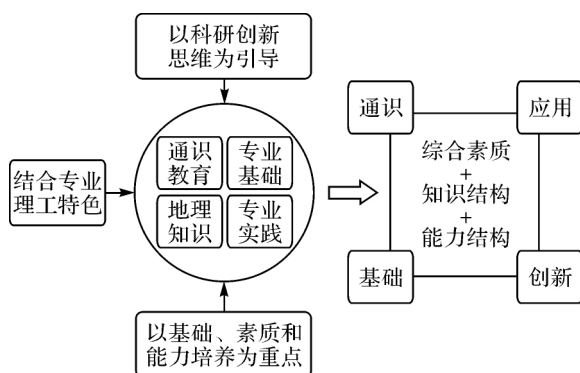 以科研创新
思维为引导
结合专业
理工特色
通识
教育
专业
基础
地理
知识
专业
实践
以基础、素质和
能力培养为重点
通识
应用
综合素质
+
知识结构
+
能力结构
基础
创新